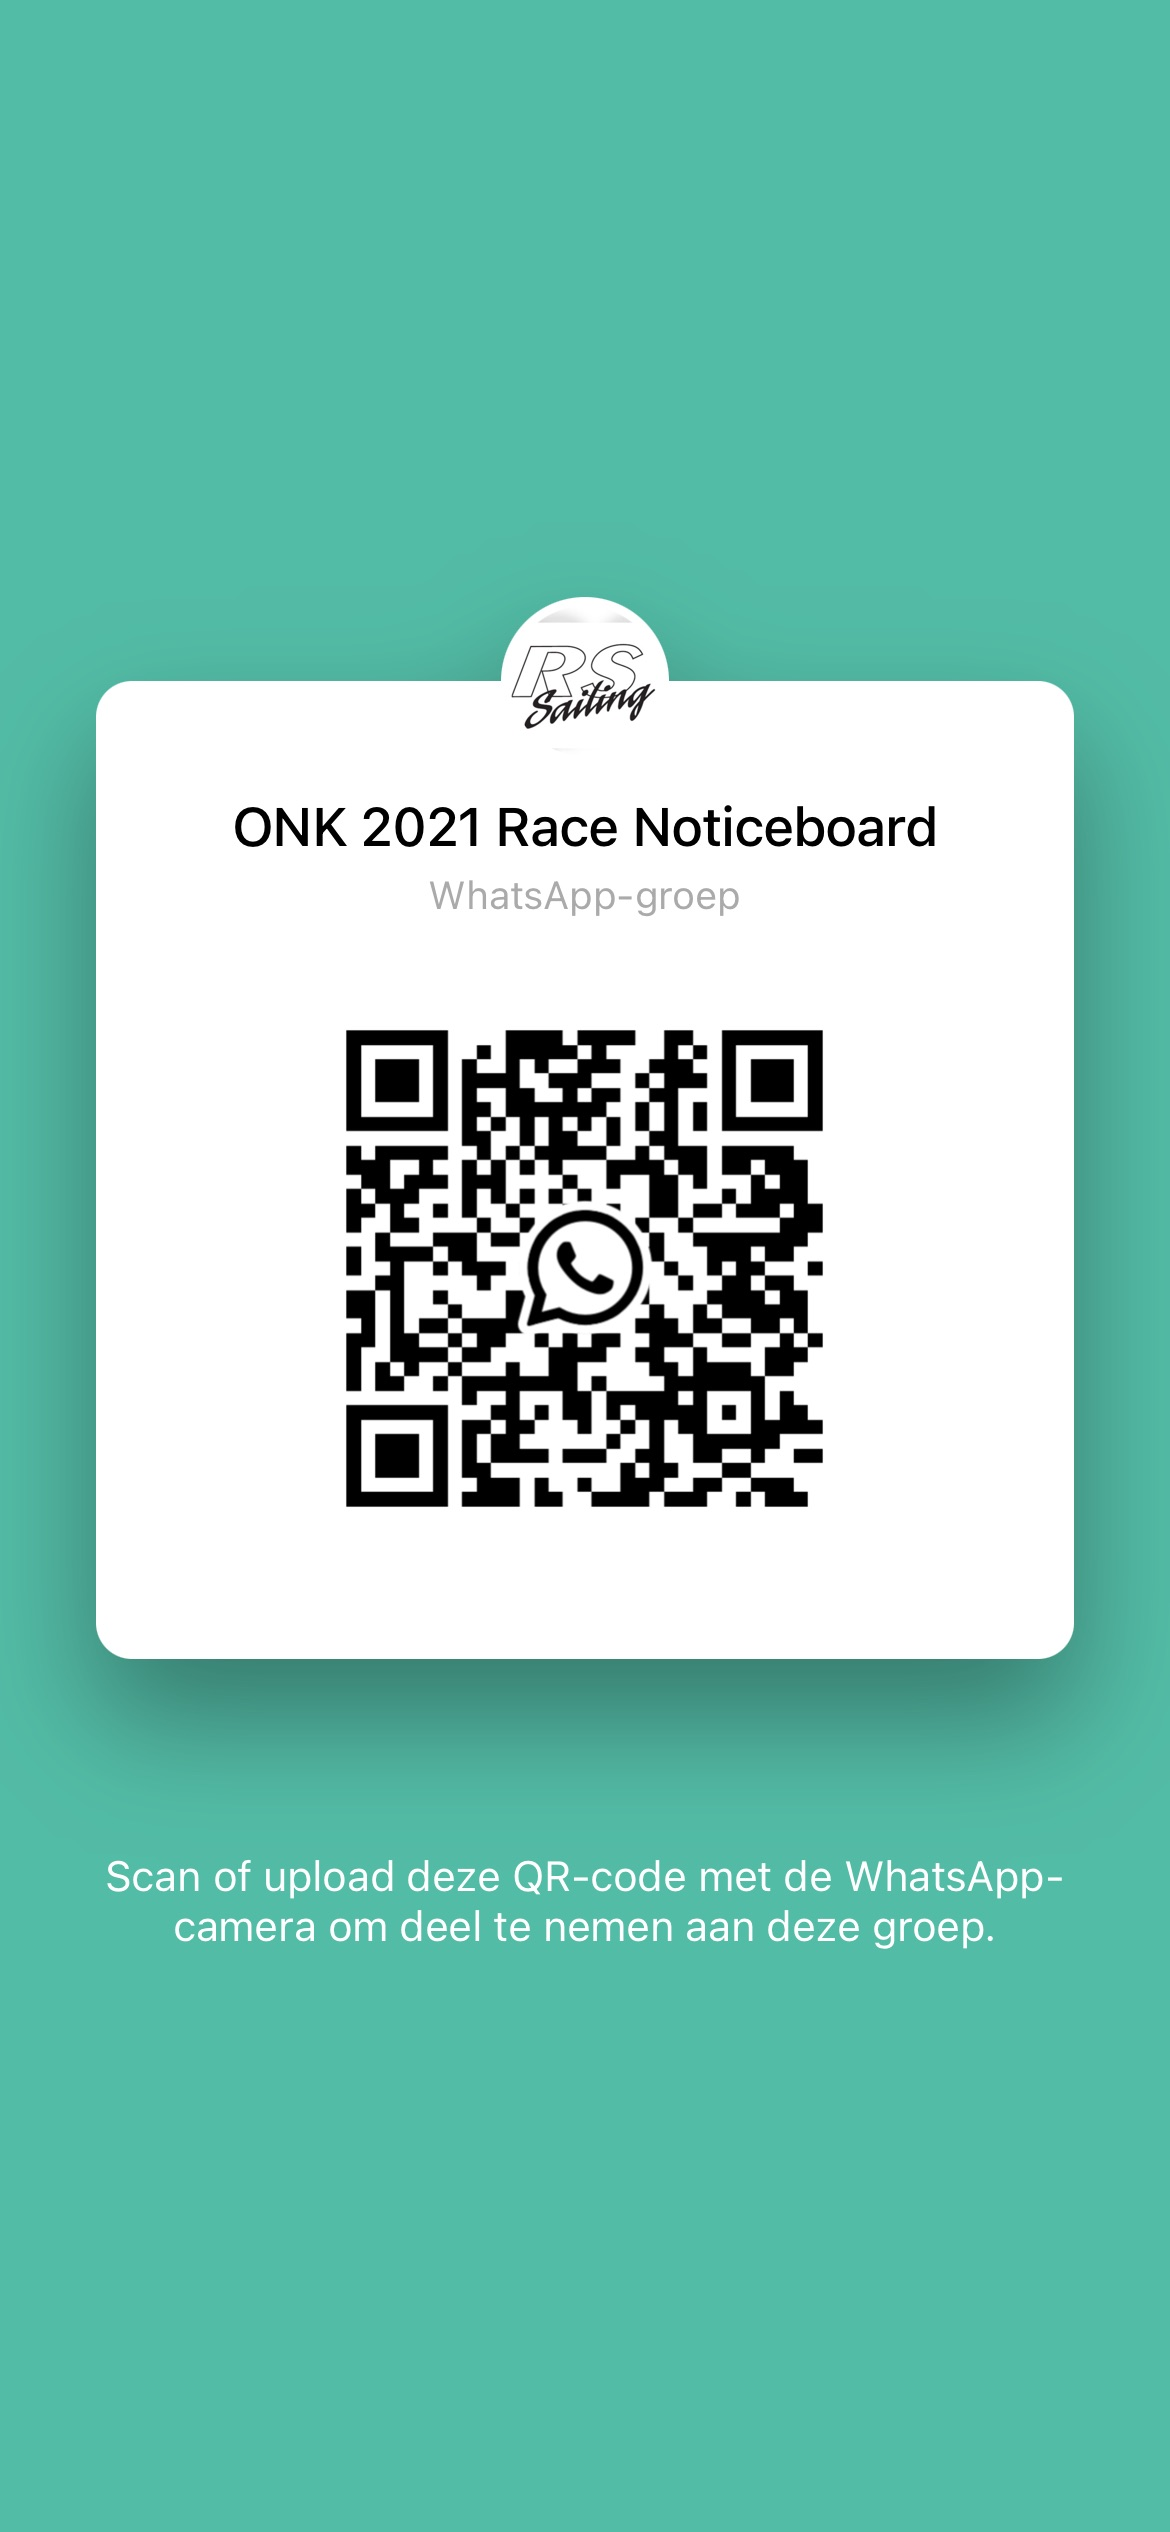 RS
Sailing
ONK 2021 Race Noticeboard
WhatsApp-groep
Scan of upload deze QR-code met de WhatsApp-
camera om deel te nemen aan deze groep.